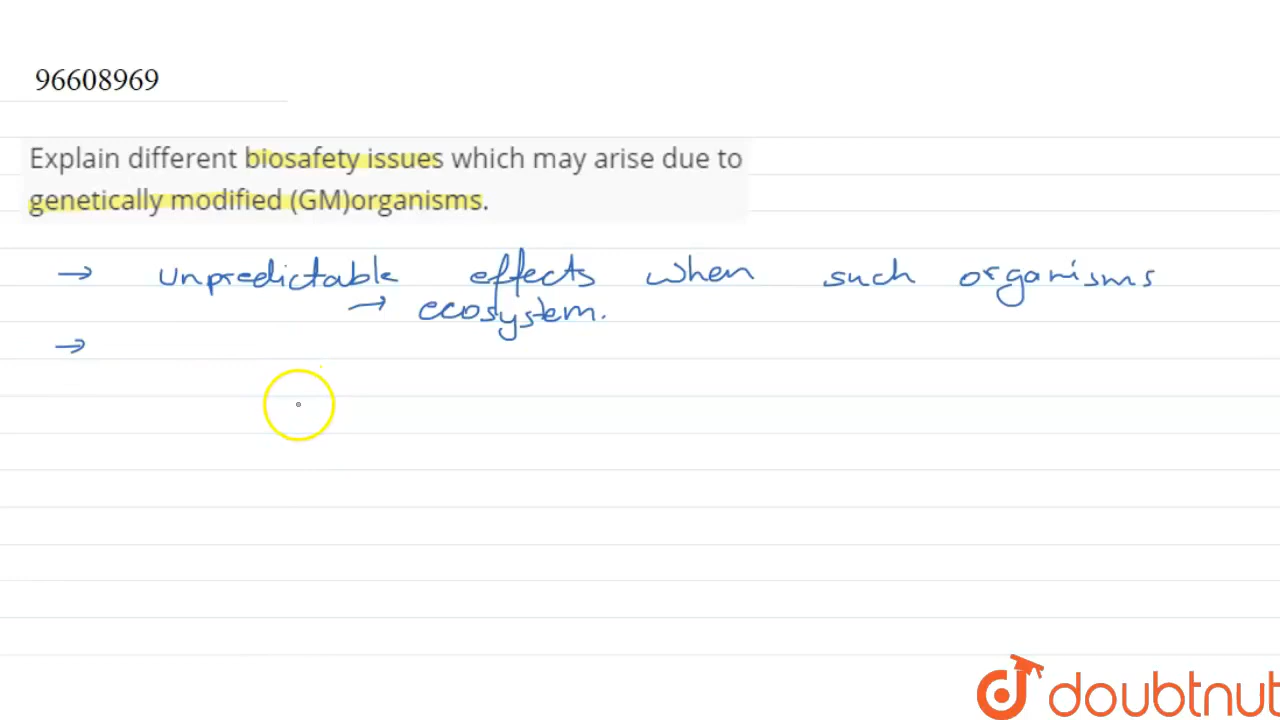 96608969
Explain different biosafety issues which may arise due to
genetically modified (GM)organisms.
→ unpredictable effects when such organisms
→ ecosystem.
→
doubtnut